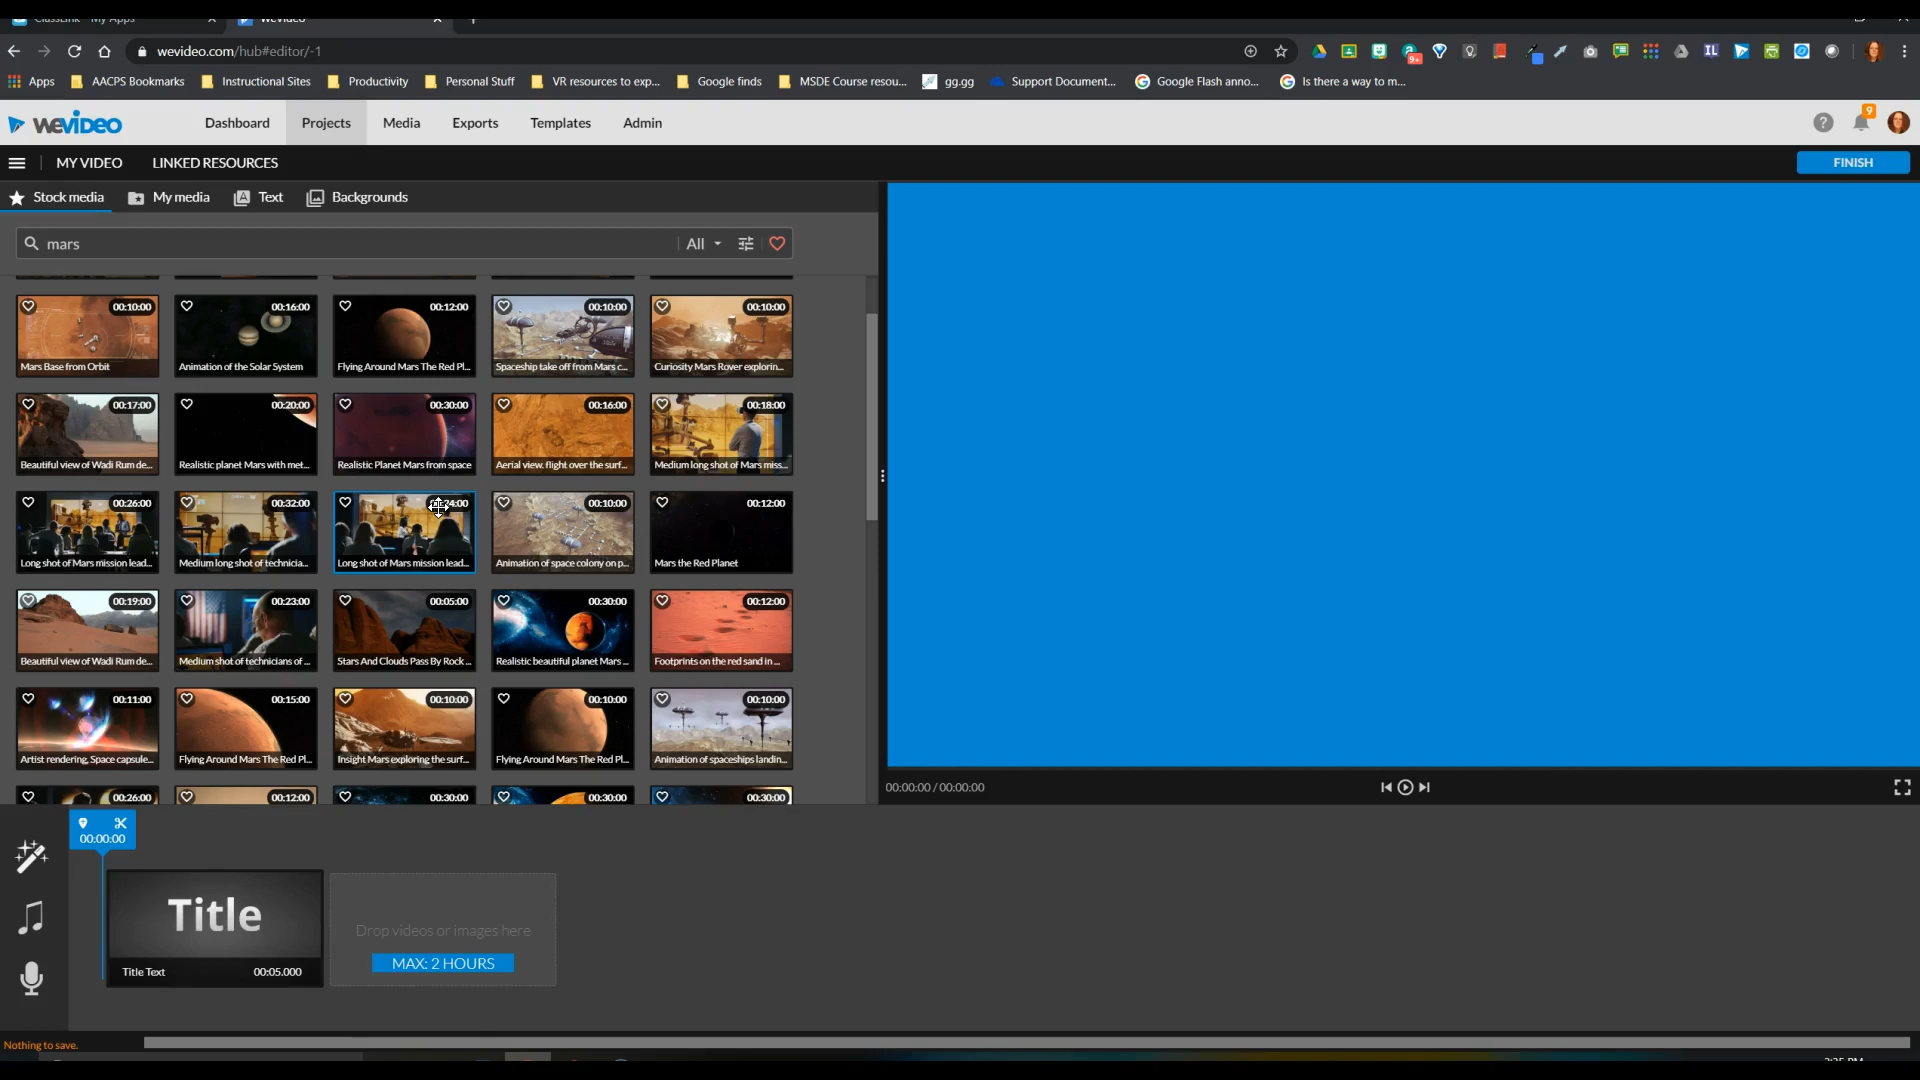 ClassLink - My Apps
WeVideo
wevideo.com/hub#editor/-1
9+
Apps
AACPS Bookmarks
Instructional Sites
Productivity
Personal Stuff
VR resources to exp...
Google finds
MSDE Course resou...
gg.gg
Support Document...
Google Flash anno...
Is there a way to m...
WEVIDEO
Dashboard
Projects
Media
Exports
Templates
Admin
9
MY VIDEO
LINKED RESOURCES
FINISH
Stock media
My media
Text
Backgrounds
mars
All
00:10:00
Mars Base from Orbit
00:16:00
Animation of the Solar System
00:12:00
Flying Around Mars The Red Pl...
00:10:00
Spaceship take off from Mars c...
00:10:00
Curiosity Mars Rover explorin...
00:17:00
Beautiful view of Wadi Rum de...
00:20:00
Realistic planet Mars with met...
00:30:00
Realistic Planet Mars from space
00:16:00
Aerial view. flight over the surf...
00:18:00
Medium long shot of Mars miss...
00:26:00
Long shot of Mars mission lead...
00:32:00
Medium long shot of technicia...
Long shot of Mars mission lead...
00:10:00
Animation of space colony on p...
00:12:00
Mars the Red Planet
00:19:00
Beautiful view of Wadi Rum de...
00:23:00
Medium shot of technicians of ...
00:05:00
Stars And Clouds Pass By Rock ...
00:30:00
Realistic beautiful planet Mars ...
00:12:00
Footprints on the red sand in ...
00:11:00
Artist rendering, Space capsule...
00:15:00
Flying Around Mars The Red Pl...
00:10:00
Insight Mars exploring the surf...
00:10:00
Flying Around Mars The Red Pl...
00:10:00
Animation of spaceships landin...
00:26:00
00:12:00
00:30:00
00:30:00
00:30:00
00:00:00 / 00:00:00
00:00:00
Title
Title Text
00:05.000
Drop videos or images here
MAX: 2 HOURS
Nothing to save.